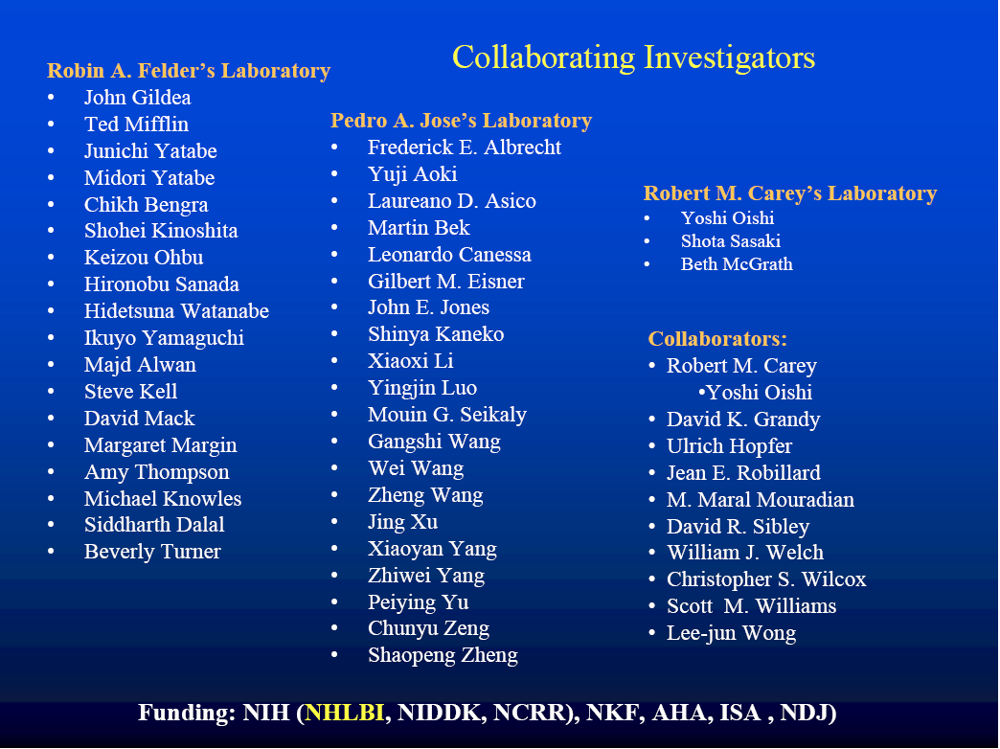 Collaborating Investigators
Robin A. Felder’s Laboratory
• John Gildea
• Ted Mifflin
• Junichi Yatabe
• Midori Yatabe
• Chikh Bengra
• Shohei Kinoshita
• Keizou Ohbu
• Hironobu Sanada
• Hidetsuna Watanabe
• Ikuyo Yamaguchi
• Majd Alwan
• Steve Kell
• David Mack
• Margaret Margin
• Amy Thompson
• Michael Knowles
• Siddharth Dalal
• Beverly Turner
Pedro A. Jose’s Laboratory
• Frederick E. Albrecht
• Yuji Aoki
• Laureano D. Asico
• Martin Bek
• Leonardo Canessa
• Gilbert M. Eisner
• John E. Jones
• Shinya Kaneko
• Xiaoxi Li
• Yingjin Luo
• Mouin G. Seikaly
• Gangshi Wang
• Wei Wang
• Zheng Wang
• Jing Xu
• Xiaoyan Yang
• Zhiwei Yang
• Peiying Yu
• Chunyu Zeng
• Shaopeng Zheng
Robert M. Carey’s Laboratory
• Yoshi Oishi
• Shota Sasaki
• Beth McGrath
Collaborators:
• Robert M. Carey
•Yoshi Oishi
• David K. Grandy
• Ulrich Hopfer
• Jean E. Robillard
• M. Maral Mouradian
• David R. Sibley
• William J. Welch
• Christopher S. Wilcox
• Scott  M. Williams
• Lee-jun Wong
Funding: NIH (NHLBI, NIDDK, NCRR), NKF, AHA, ISA , NDJ)